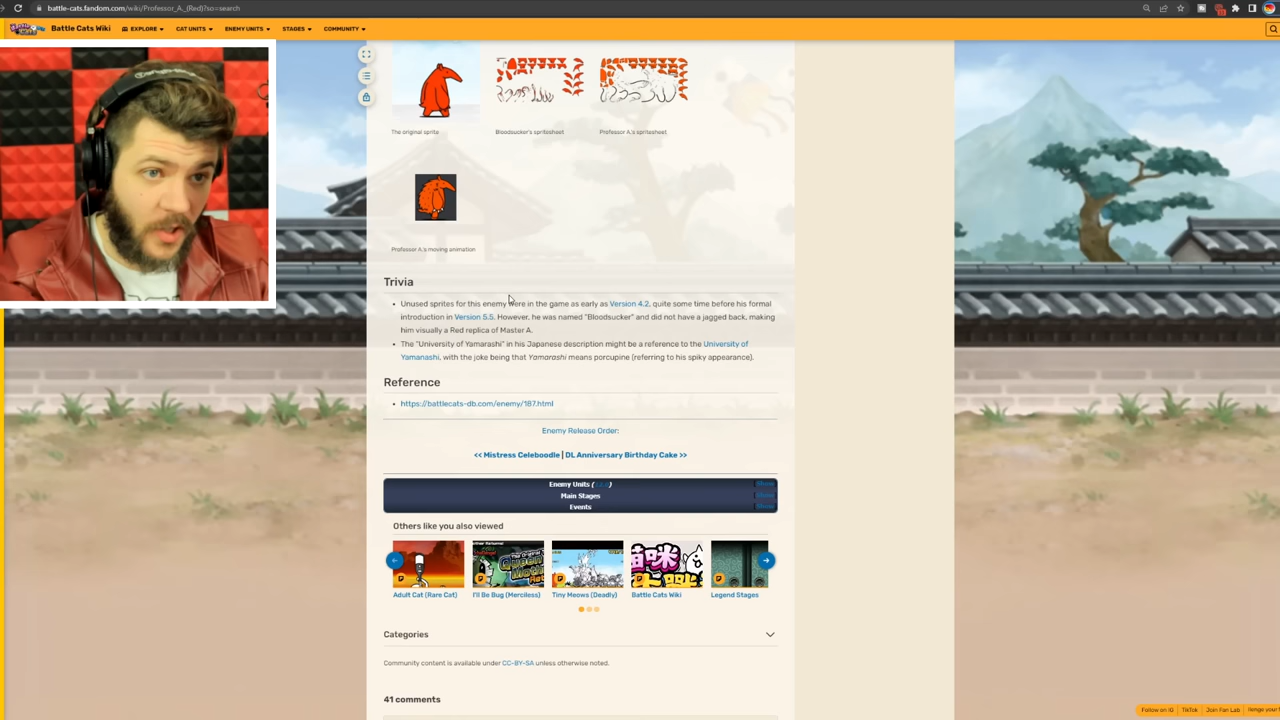 battle-cats.fandom.com/wiki/Professor_A._(Red)?so=search
Battle Cats Wiki
EXPLORE
CAT UNITS
ENEMY UNITS
STAGES
COMMUNITY
The original sprite
Bloodsucker's spritesheet
Professor A.'s spritesheet
Professor A.'s moving animation
Trivia
Unused sprites for this enemy were in the game as early as Version 4.2, quite some time before his formal
introduction in Version 5.5. However, he was named "Bloodsucker" and did not have a jagged back, making
him visually a Red replica of Master A.
The "University of Yamarashi" in his Japanese description might be a reference to the University of
Yamanashi, with the joke being that Yamarashi means porcupine (referring to his spiky appearance).
Reference
https://battlecats-db.com/enemy/187.html
Enemy Release Order:
<< Mistress Celeboodle | DL Anniversary Birthday Cake >>
Enemy Units
Main Stages
Events
Others like you also viewed
Adult Cat (Rare Cat)
I'll Be Bug (Merciless)
Tiny Meows (Deadly)
Battle Cats Wiki
Legend Stages
Categories
Community content is available under CC-BY-SA unless otherwise noted.
41 comments
Follow on IG
TikTok
Join Fan Lab